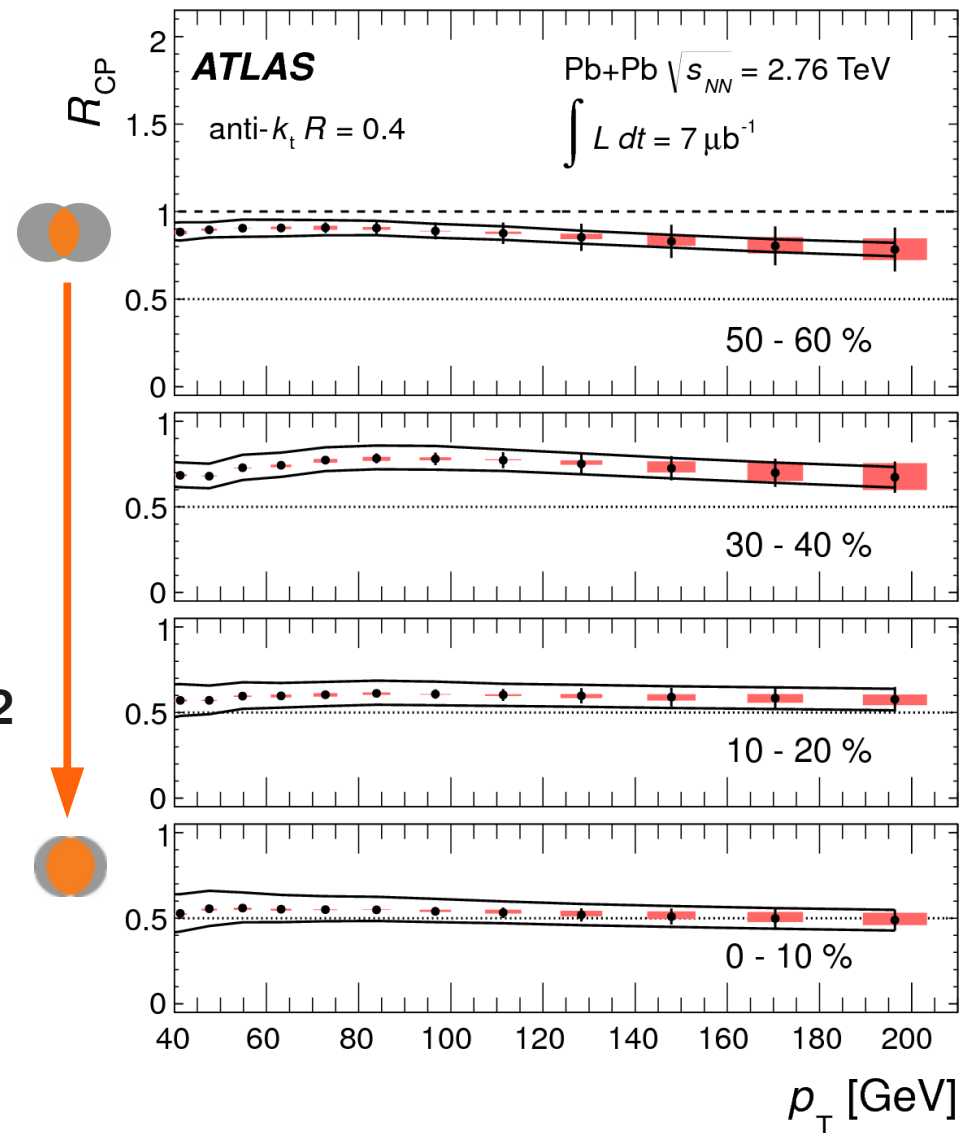 R_CP
ATLAS
Pb+Pb √s_NN = 2.76 TeV
anti-k_t R = 0.4
∫ L dt = 7 μb^-1
2
1.5
1
0.5
0
50 - 60 %
1
0.5
0
30 - 40 %
1
0.5
0
10 - 20 %
2
1
0.5
0
0 - 10 %
40 60 80 100 120 140 160 180 200
p_T [GeV]